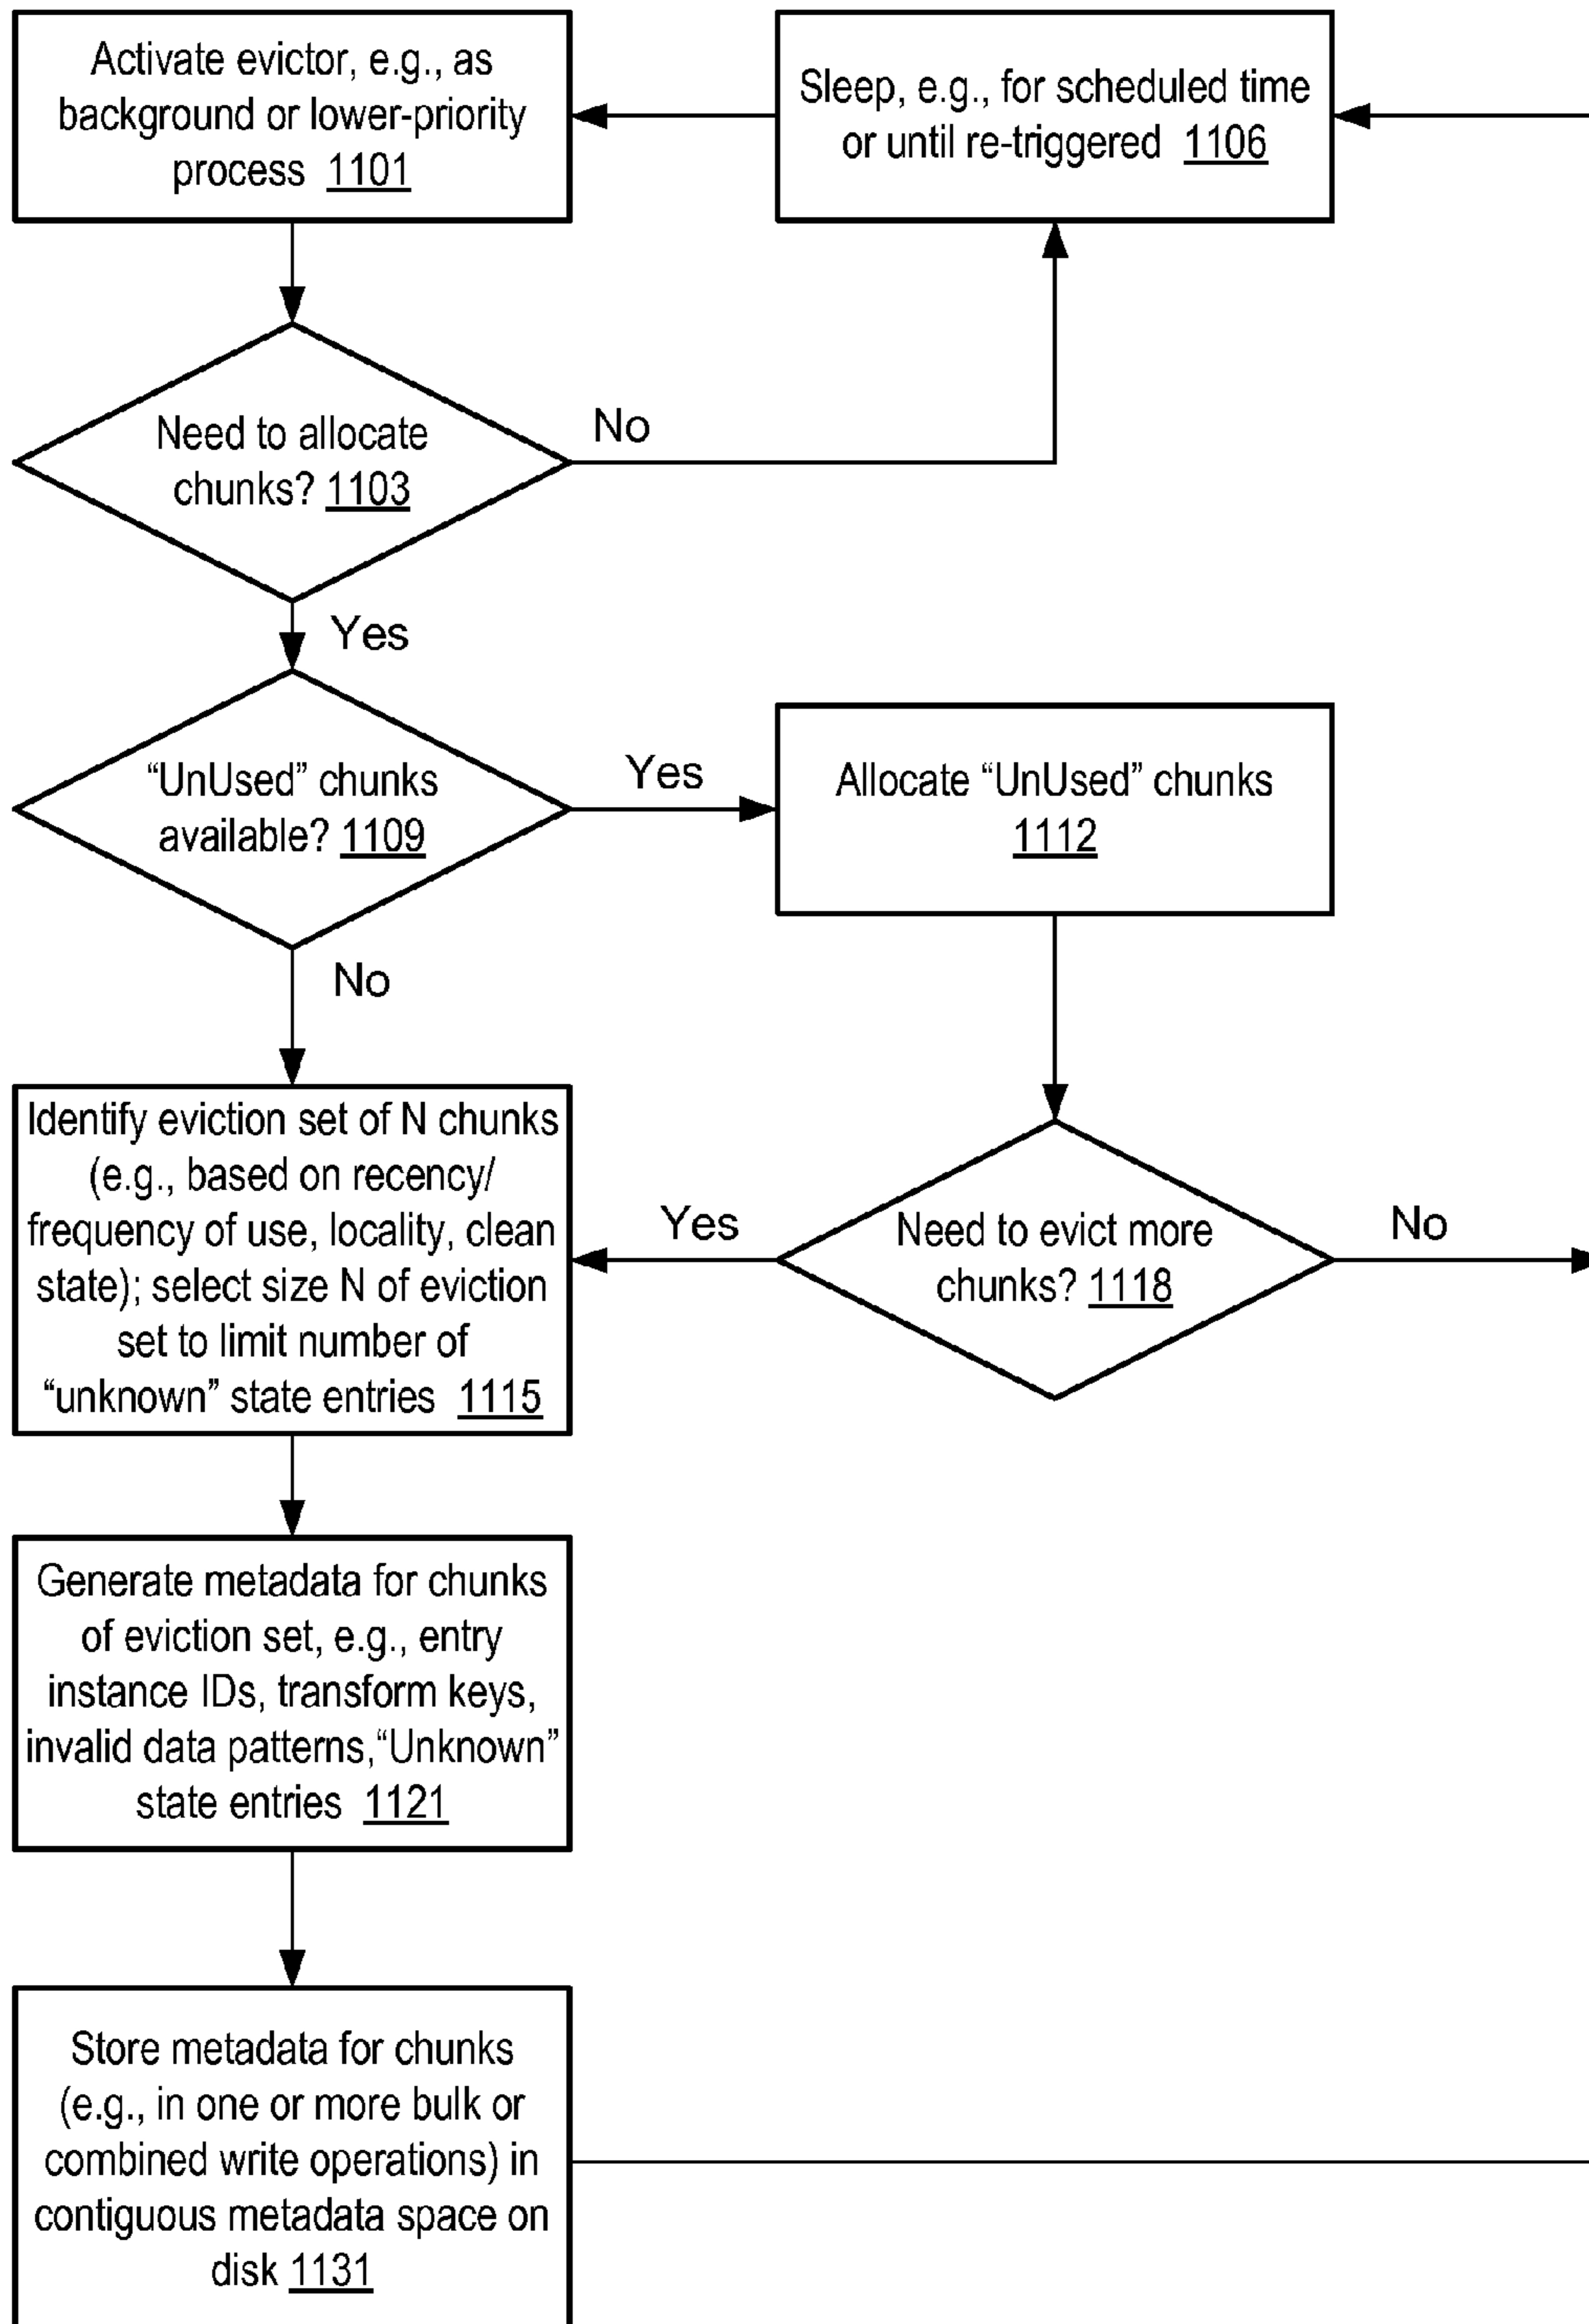 Activate evictor, e.g., as
background or lower-priority
process 1101
Sleep, e.g., for scheduled time
or until re-triggered 1106
Need to allocate
chunks? 1103
No
Yes
“UnUsed” chunks
available? 1109
Yes
Allocate “UnUsed” chunks
1112
No
Identify eviction set of N chunks
(e.g., based on recency/
frequency of use, locality, clean
state); select size N of eviction
set to limit number of
“unknown” state entries 1115
Yes
Need to evict more
chunks? 1118
No
Generate metadata for chunks
of eviction set, e.g., entry
instance IDs, transform keys,
invalid data patterns,“Unknown”
state entries 1121
Store metadata for chunks
(e.g., in one or more bulk or
combined write operations) in
contiguous metadata space on
disk 1131